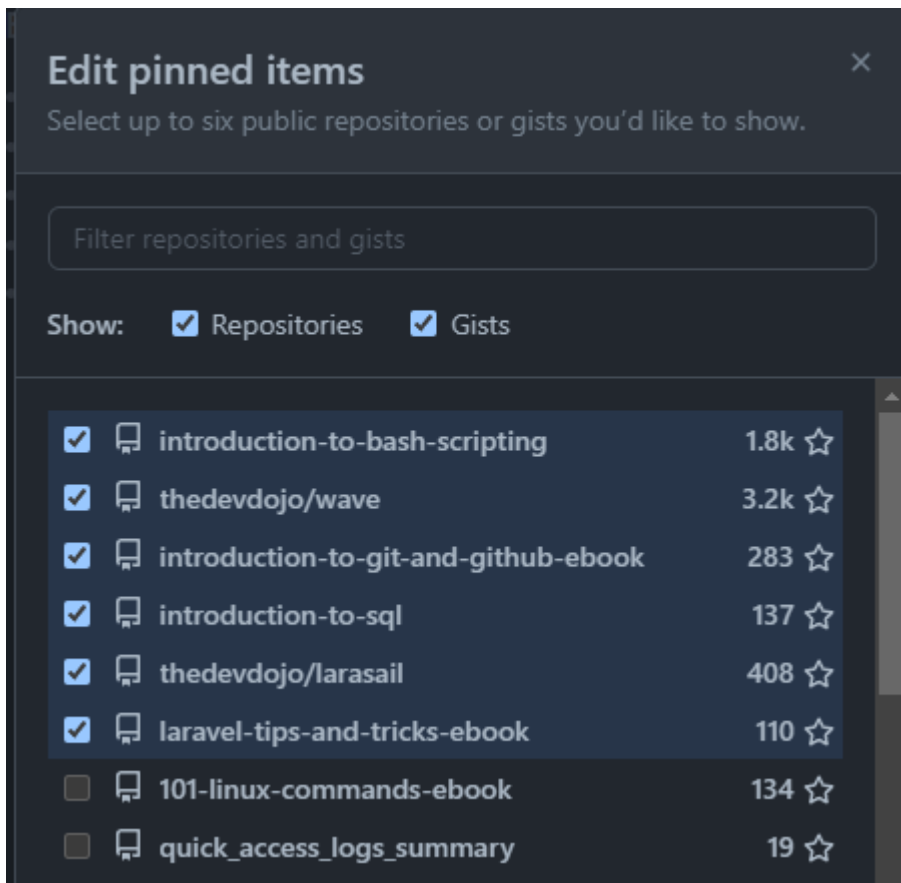 Edit pinned items
Select up to six public repositories or gists you’d like to show.
Filter repositories and gists
Show: Repositories Gists
introduction-to-bash-scripting 1.8k
thedevdojo/wave 3.2k
introduction-to-git-and-github-ebook 283
introduction-to-sql 137
thedevdojo/larasail 408
laravel-tips-and-tricks-ebook 110
101-linux-commands-ebook 134
quick_access_logs_summary 19